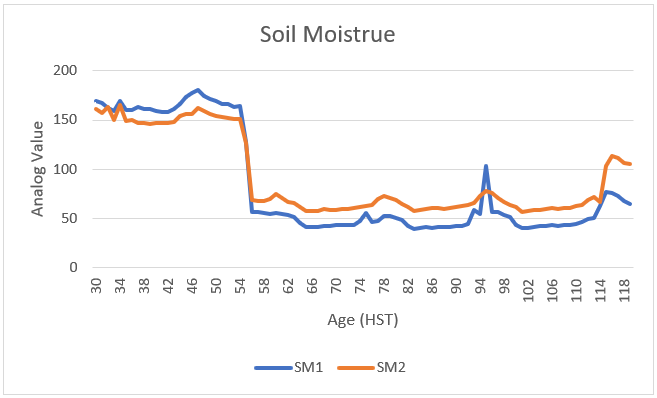 Soil Moistrue
200
150
100
50
0
Analog Value
30 34 38 42 46 50 54 58 62 66 70 74 78 82 86 90 94 98 102 106 110 114 118
Age (HST)
SM1 SM2